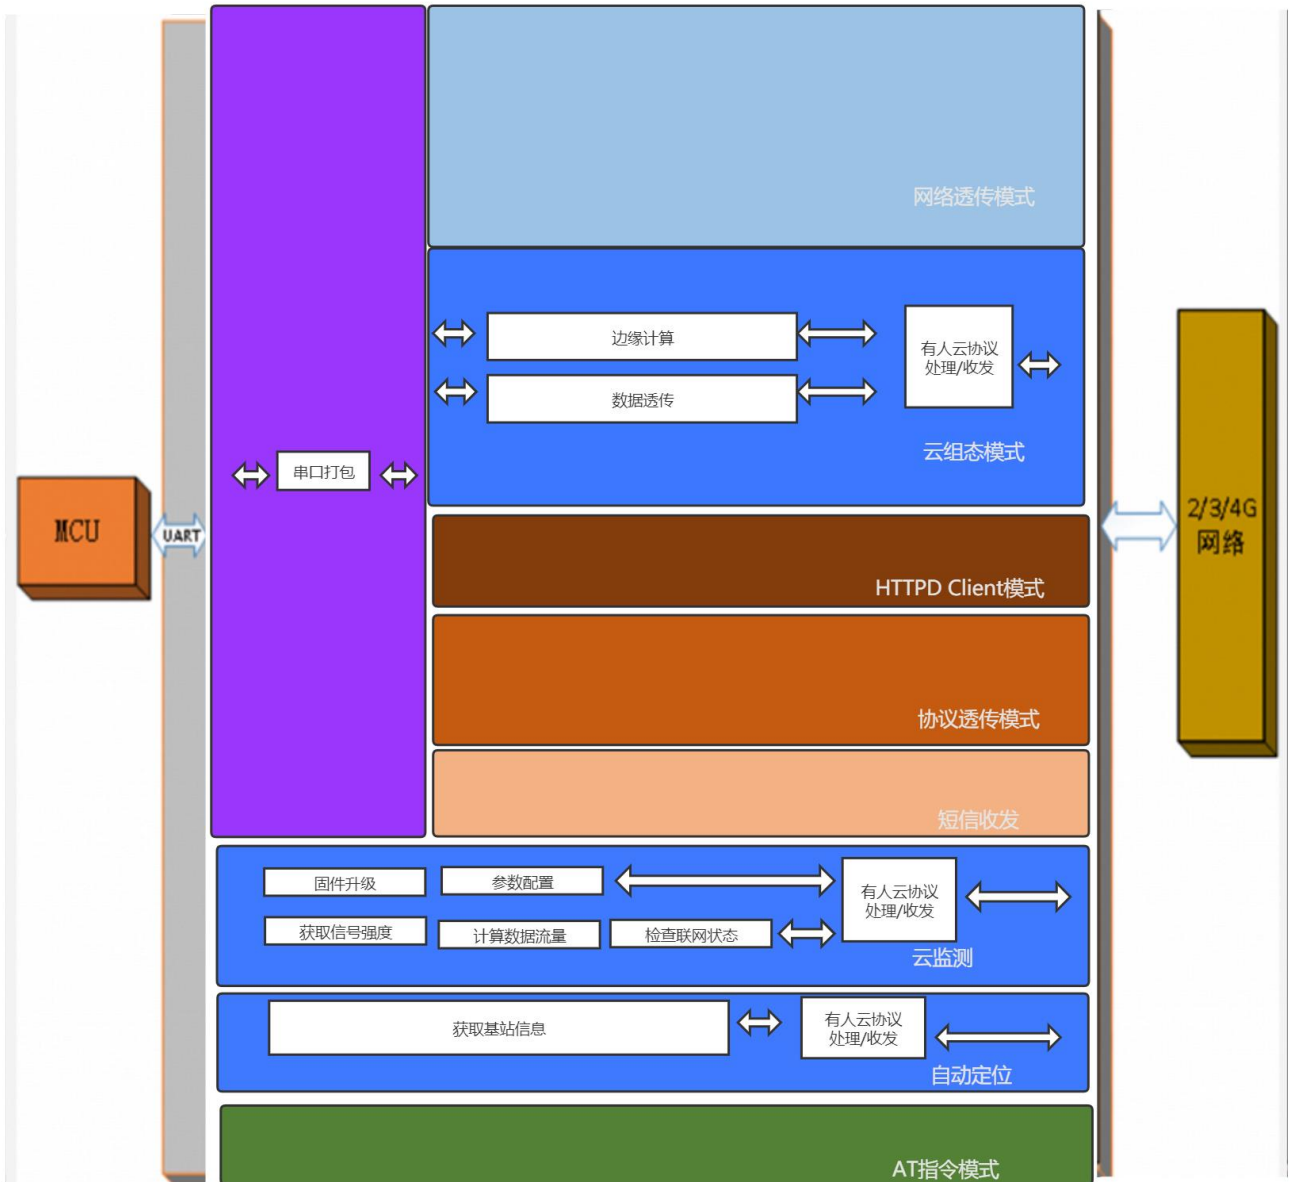 网络透传模式
边缘计算
有人云协议
处理/收发
数据透传
云组态模式
串口打包
MCU
UART
2/3/4G
网络
HTTPD Client模式
协议透传模式
短信收发
固件升级
参数配置
有人云协议
处理/收发
获取信号强度
计算数据流量
检查联网状态
云监测
获取基站信息
有人云协议
处理/收发
自动定位
AT指令模式